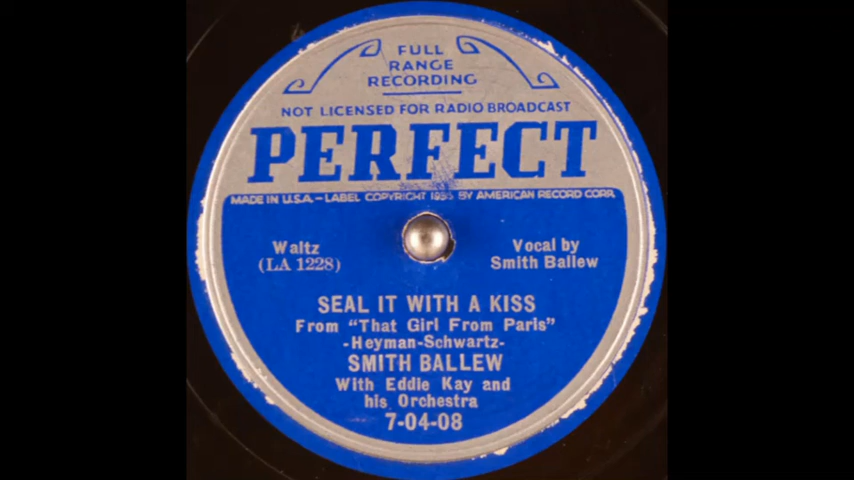 FULL
RANGE
RECORDING
NOT LICENSED FOR RADIO BROADCAST
PERFECT
MADE IN U.S.A. – LABEL COPYRIGHT 1935 BY AMERICAN RECORD CORP.
Waltz
(LA 1228)
Vocal by
Smith Ballew
SEAL IT WITH A KISS
From "That Girl From Paris"
-Heyman-Schwartz-
SMITH BALLEW
With Eddie Kay and
his Orchestra
7-04-08